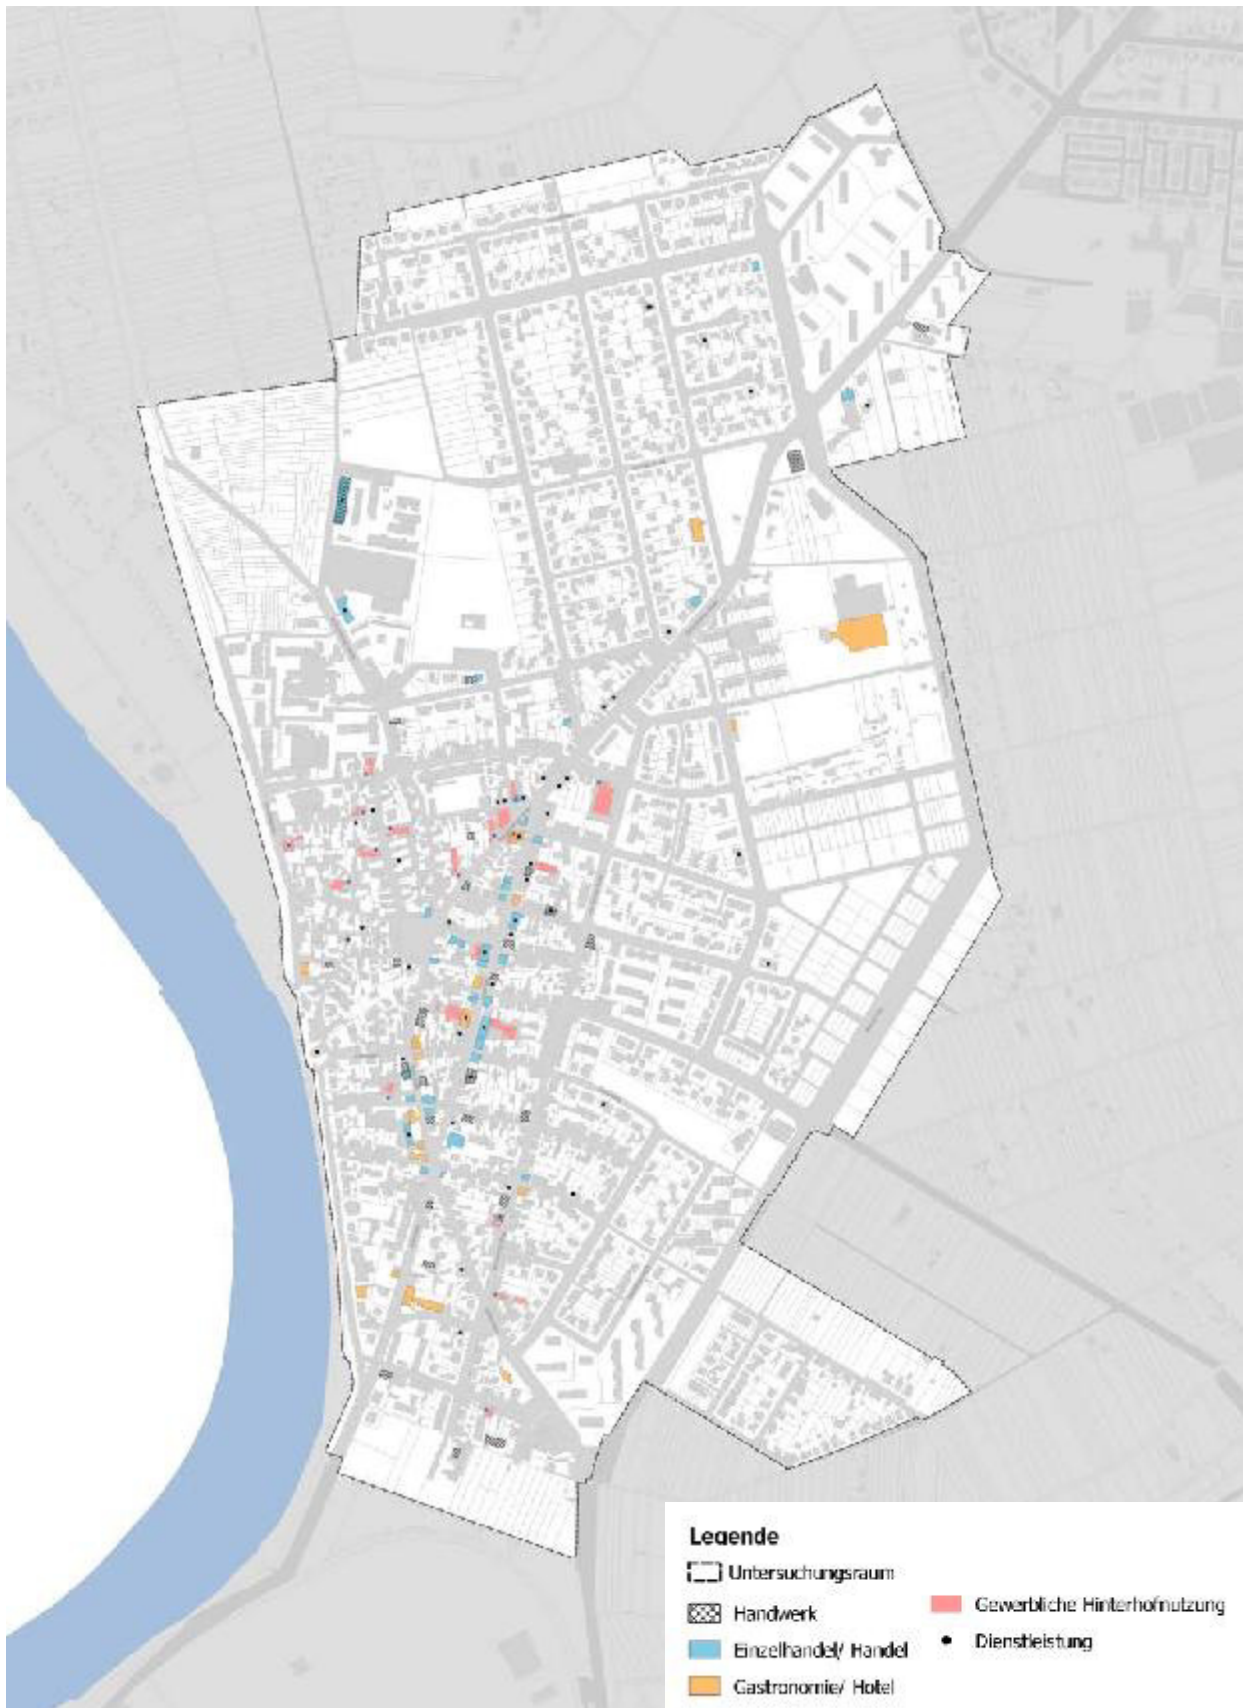 Legende
Untersuchungsraum
Handwerk
Einzelhandel/ Handel
Gastronomie/ Hotel
Gewerbliche Hinterhofnutzung
Dienstleistung